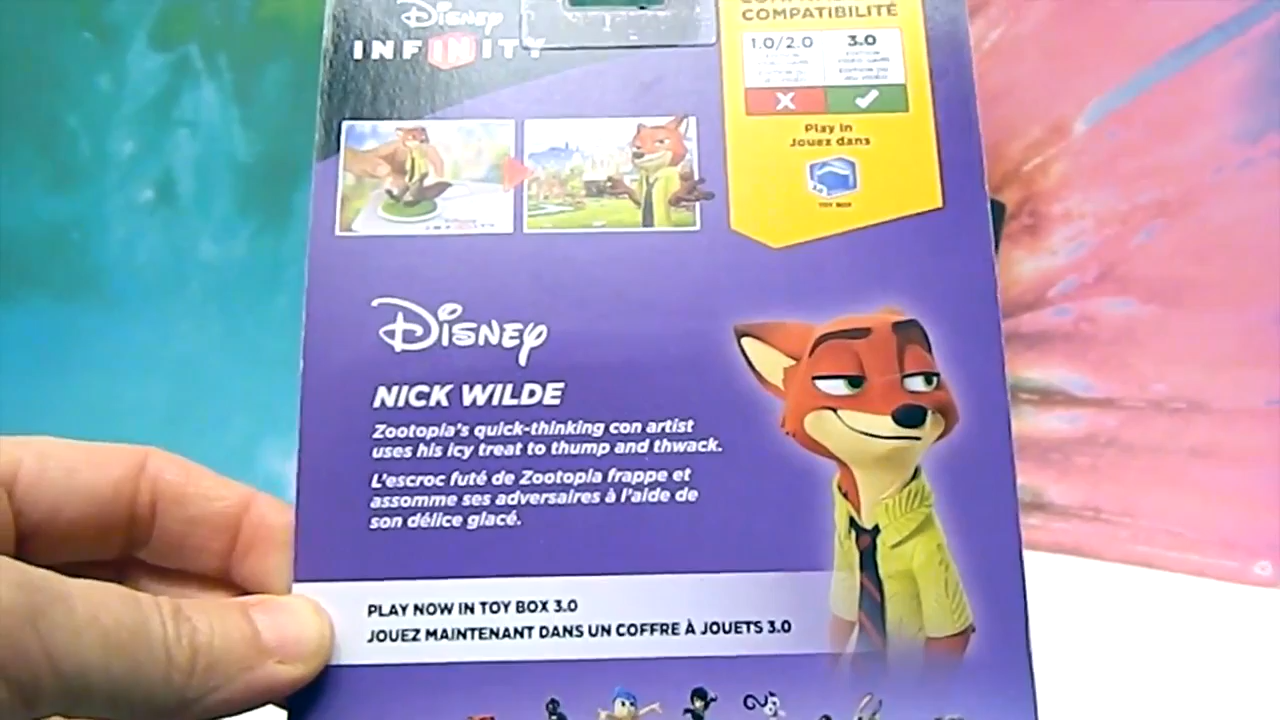 Disney
INFINITY
COMPATIBILITÉ
1.0/2.0
3.0
Play in
Jouez dans
3.0
TOY BOX
Disney
NICK WILDE
Zootopia's quick-thinking con artist
uses his icy treat to thump and thwack.
L'escroc futé de Zootopia frappe et
assomme ses adversaires à l'aide de
son délice glacé.
PLAY NOW IN TOY BOX 3.0
JOUEZ MAINTENANT DANS UN COFFRE À JOUETS 3.0